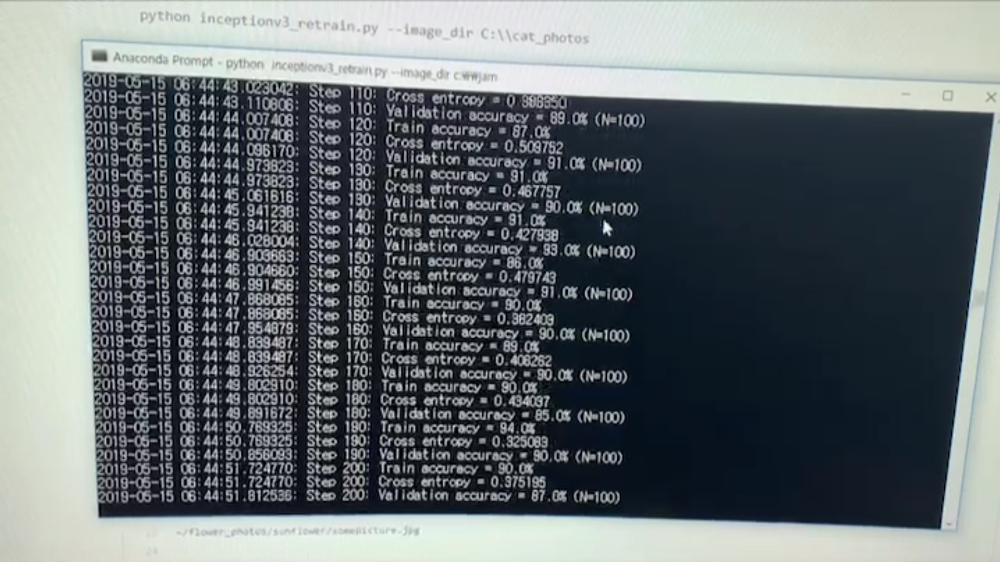 python inceptionv3_retrain.py --image_dir C:\\cat_photos
Anaconda Prompt - python inceptionv3_retrain.py --image_dir c:₩₩jam
2019-05-15 06:44:43.023042: Step 110: Cross entropy =
2019-05-15 06:44:43.110806: Step 110: Validation accuracy = 89.0% (N=100)
2019-05-15 06:44:44.007408: Step 120: Train accuracy = 87.0%
2019-05-15 06:44:44.007408: Step 120: Cross entropy = 0.509752
2019-05-15 06:44:44.096170: Step 120: Validation accuracy = 91.0% (N=100)
2019-05-15 06:44:44.973823: Step 130: Train accuracy = 91.0%
2019-05-15 06:44:44.973823: Step 130: Cross entropy = 0.467757
2019-05-15 06:44:45.061616: Step 130: Validation accuracy = 90.0% (N=100)
2019-05-15 06:44:45.941238: Step 140: Train accuracy = 91.0%
2019-05-15 06:44:45.941238: Step 140: Cross entropy = 0.427938
2019-05-15 06:44:46.028004: Step 140: Validation accuracy = 93.0% (N=100)
2019-05-15 06:44:46.903663: Step 150: Train accuracy = 86.0%
2019-05-15 06:44:46.904660: Step 150: Cross entropy = 0.479743
2019-05-15 06:44:46.991456: Step 150: Validation accuracy = 91.0% (N=100)
2019-05-15 06:44:47.868085: Step 160: Train accuracy = 90.0%
2019-05-15 06:44:47.868085: Step 160: Cross entropy = 0.382409
2019-05-15 06:44:47.954879: Step 160: Validation accuracy = 90.0% (N=100)
2019-05-15 06:44:48.839487: Step 170: Train accuracy = 89.0%
2019-05-15 06:44:48.839487: Step 170: Cross entropy = 0.406262
2019-05-15 06:44:48.926254: Step 170: Validation accuracy = 90.0% (N=100)
2019-05-15 06:44:49.802910: Step 180: Train accuracy = 90.0%
2019-05-15 06:44:49.802910: Step 180: Cross entropy = 0.434037
2019-05-15 06:44:49.891672: Step 180: Validation accuracy = 85.0% (N=100)
2019-05-15 06:44:50.769325: Step 190: Train accuracy = 94.0%
2019-05-15 06:44:50.769325: Step 190: Cross entropy = 0.325083
2019-05-15 06:44:50.856093: Step 190: Validation accuracy = 90.0% (N=100)
2019-05-15 06:44:51.724770: Step 200: Train accuracy = 90.0%
2019-05-15 06:44:51.724770: Step 200: Cross entropy = 0.375195
2019-05-15 06:44:51.812536: Step 200: Validation accuracy = 87.0% (N=100)
~/flower_photos/sunflower/somepicture.jpg
24